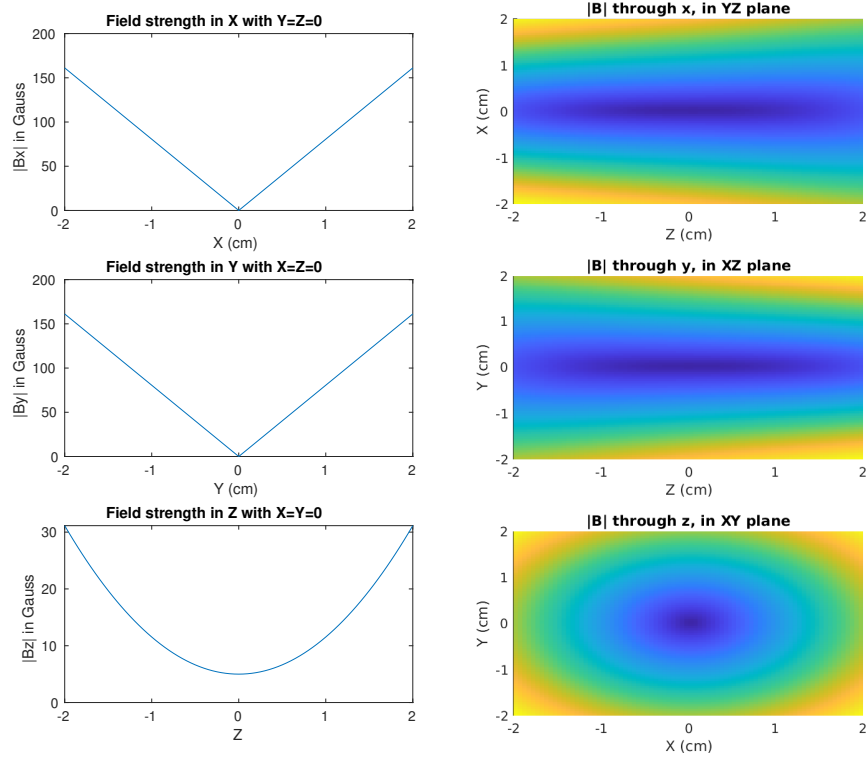 Field strength in X with Y=Z=0
200
150
100
50
0
|Bx| in Gauss
-2 -1 0 1 2
X (cm)
|B| through x, in YZ plane
2
1
0
-1
-2
X (cm)
-2 -1 0 1 2
Z (cm)
Field strength in Y with X=Z=0
200
150
100
50
0
|By| in Gauss
-2 -1 0 1 2
Y (cm)
|B| through y, in XZ plane
2
1
0
-1
-2
Y (cm)
-2 -1 0 1 2
Z (cm)
Field strength in Z with X=Y=0
30
20
10
0
|Bz| in Gauss
-2 -1 0 1 2
Z
|B| through z, in XY plane
2
1
0
-1
-2
Y (cm)
-2 -1 0 1 2
X (cm)